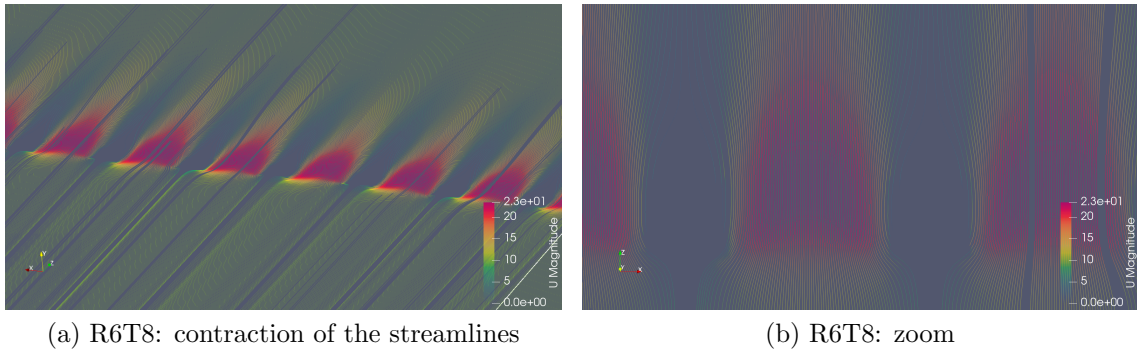 2.3e+01
20
15
10
5
0.0e+00
U Magnitude
Y
X
Z
2.3e+01
20
15
10
5
0.0e+00
U Magnitude
Z
Y
X
(a) R6T8: contraction of the streamlines
(b) R6T8: zoom